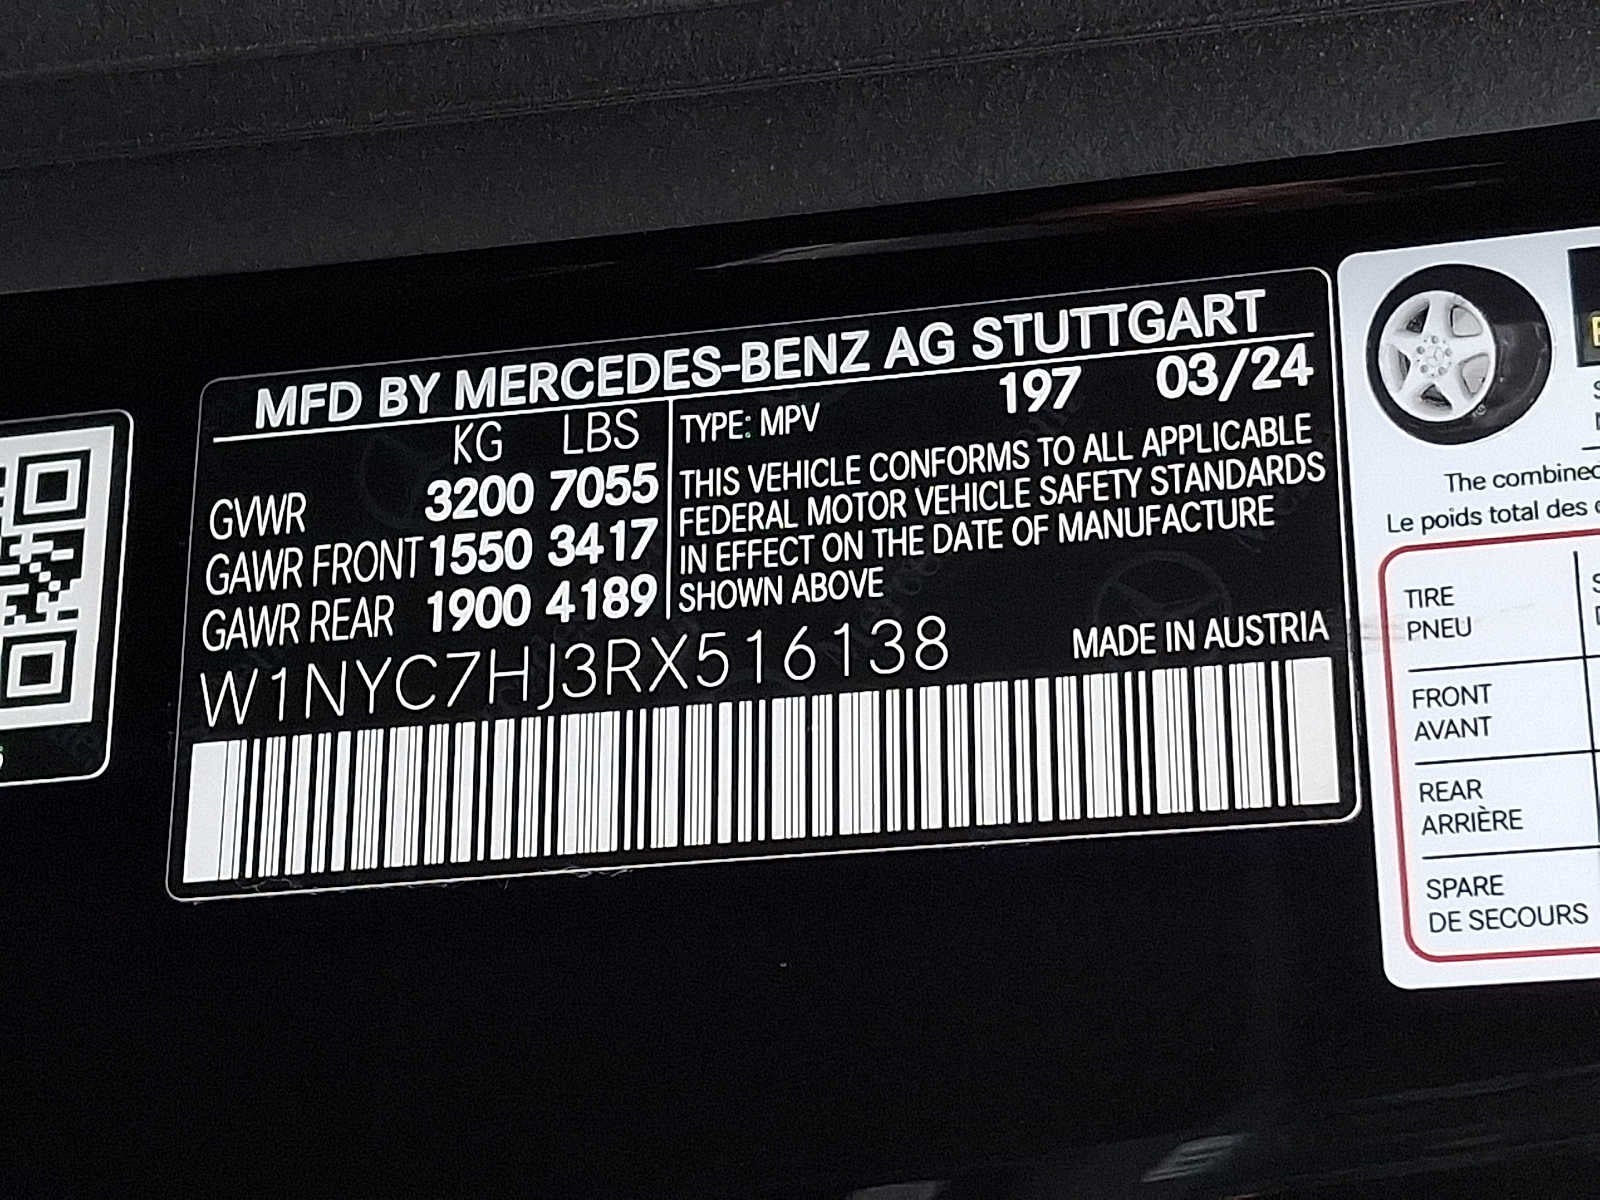 MFD BY MERCEDES-BENZ AG STUTTGART
KG LBS
GVWR 3200 7055
GAWR FRONT 1550 3417
GAWR REAR 1900 4189
TYPE: MPV 197 03/24
THIS VEHICLE CONFORMS TO ALL APPLICABLE
FEDERAL MOTOR VEHICLE SAFETY STANDARDS
IN EFFECT ON THE DATE OF MANUFACTURE
SHOWN ABOVE
W1NYC7HJ3RX516138
MADE IN AUSTRIA
The combined
Le poids total des
TIRE
PNEU
FRONT
AVANT
REAR
ARRIÈRE
SPARE
DE SECOURS